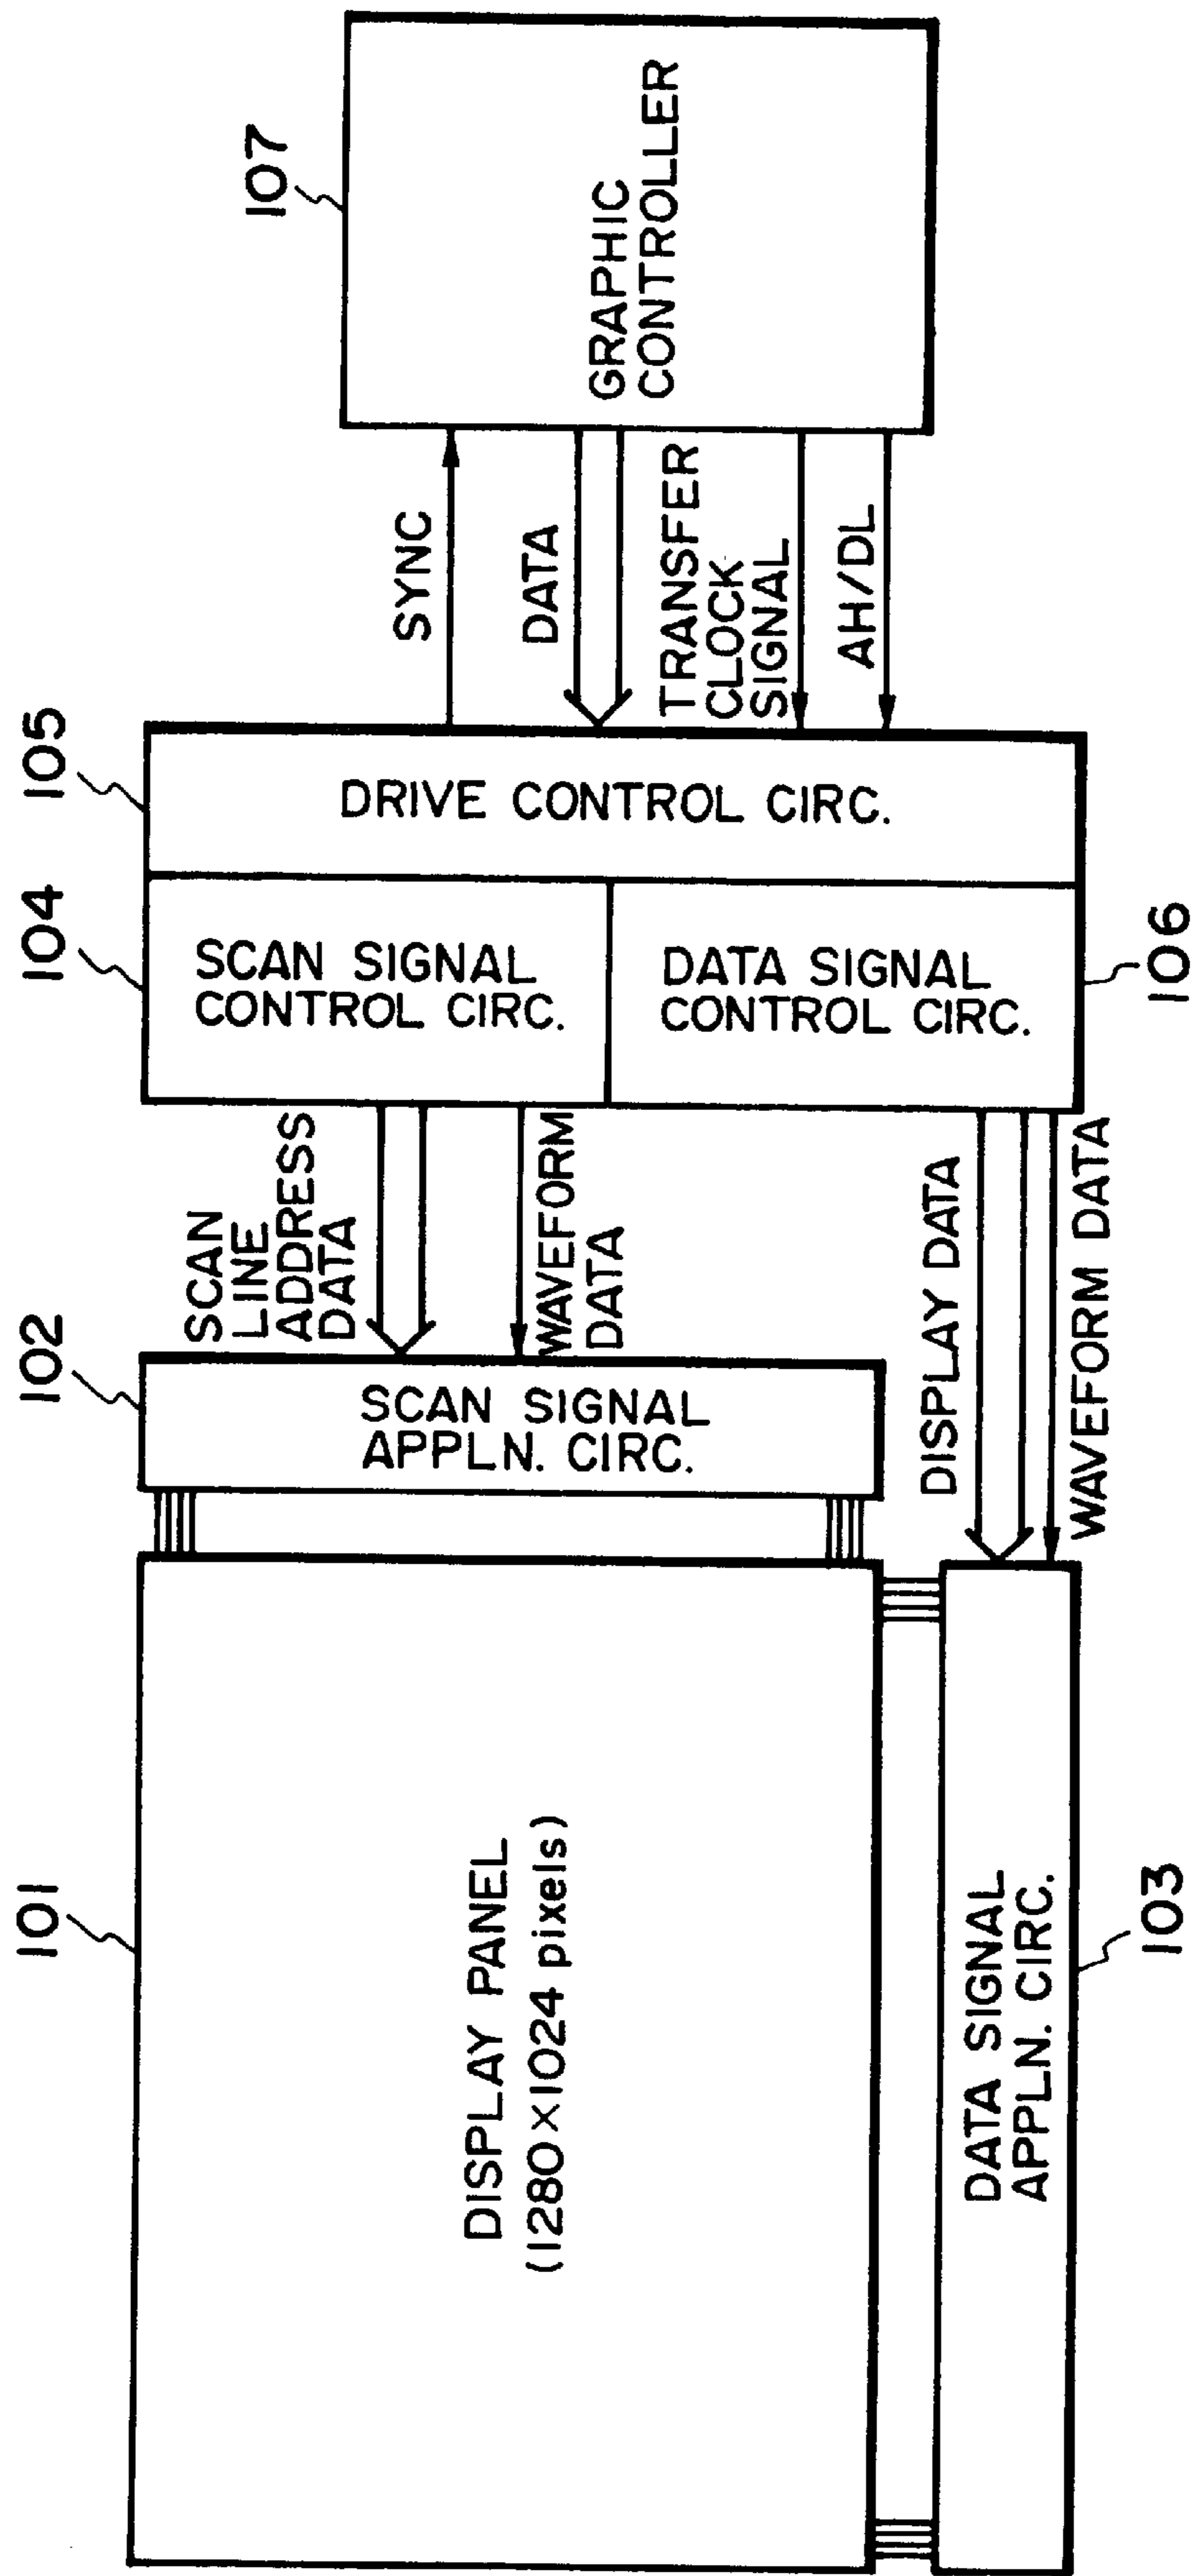 101
DISPLAY PANEL
(1280×1024 pixels)
102
SCAN SIGNAL
APPLN. CIRC.
103
DATA SIGNAL
APPLN. CIRC.
SCAN
LINE
ADDRESS
DATA
WAVEFORM
DATA
DISPLAY DATA
WAVEFORM DATA
104
SCAN SIGNAL
CONTROL CIRC.
105
DRIVE CONTROL CIRC.
DATA SIGNAL
CONTROL CIRC.
106
SYNC
DATA
TRANSFER
CLOCK
SIGNAL
AH/DL
107
GRAPHIC
CONTROLLER